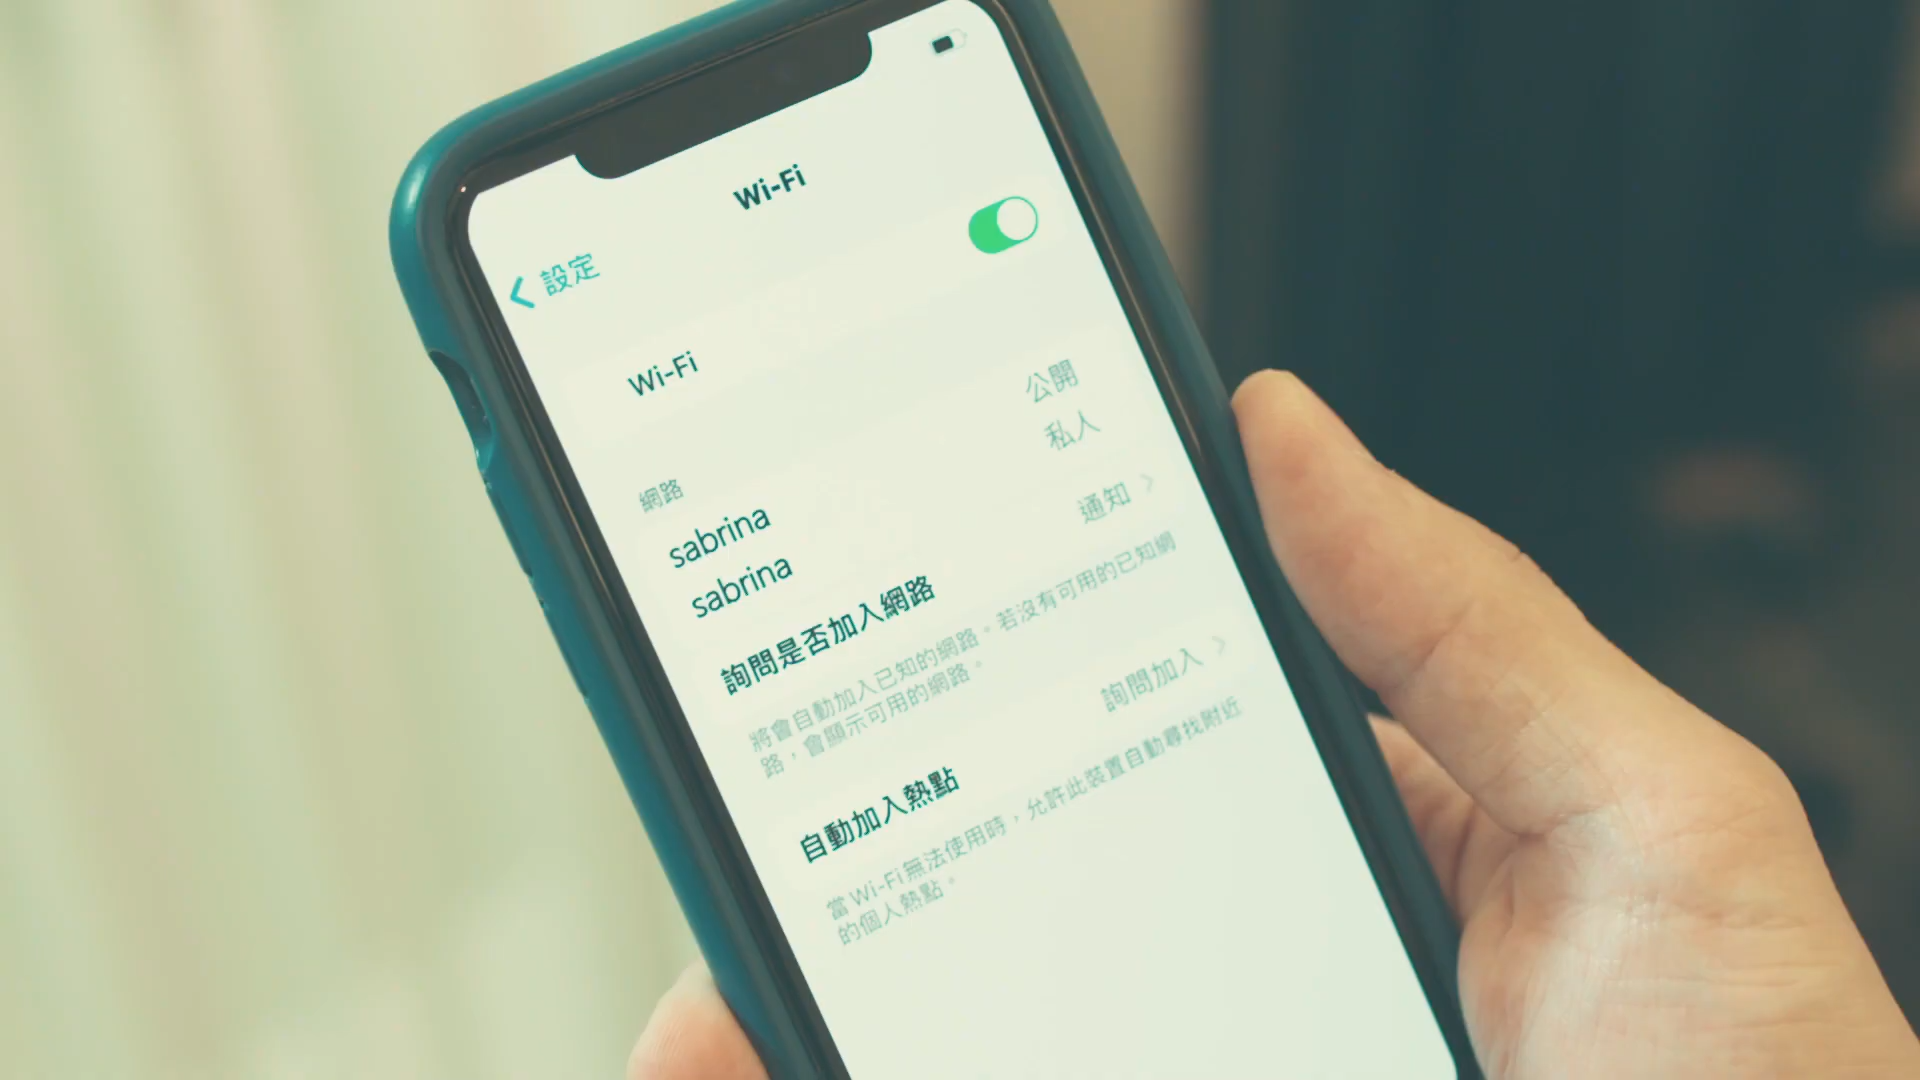 Wi-Fi
設定
Wi-Fi
網路
sabrina 公開
sabrina 私人
詢問是否加入網路 通知
將會自動加入已知的網路。若沒有可用的已知網
路，會顯示可用的網路。
自動加入熱點 詢問加入
當 Wi-Fi 無法使用時，允許此裝置自動尋找附近
的個人熱點。